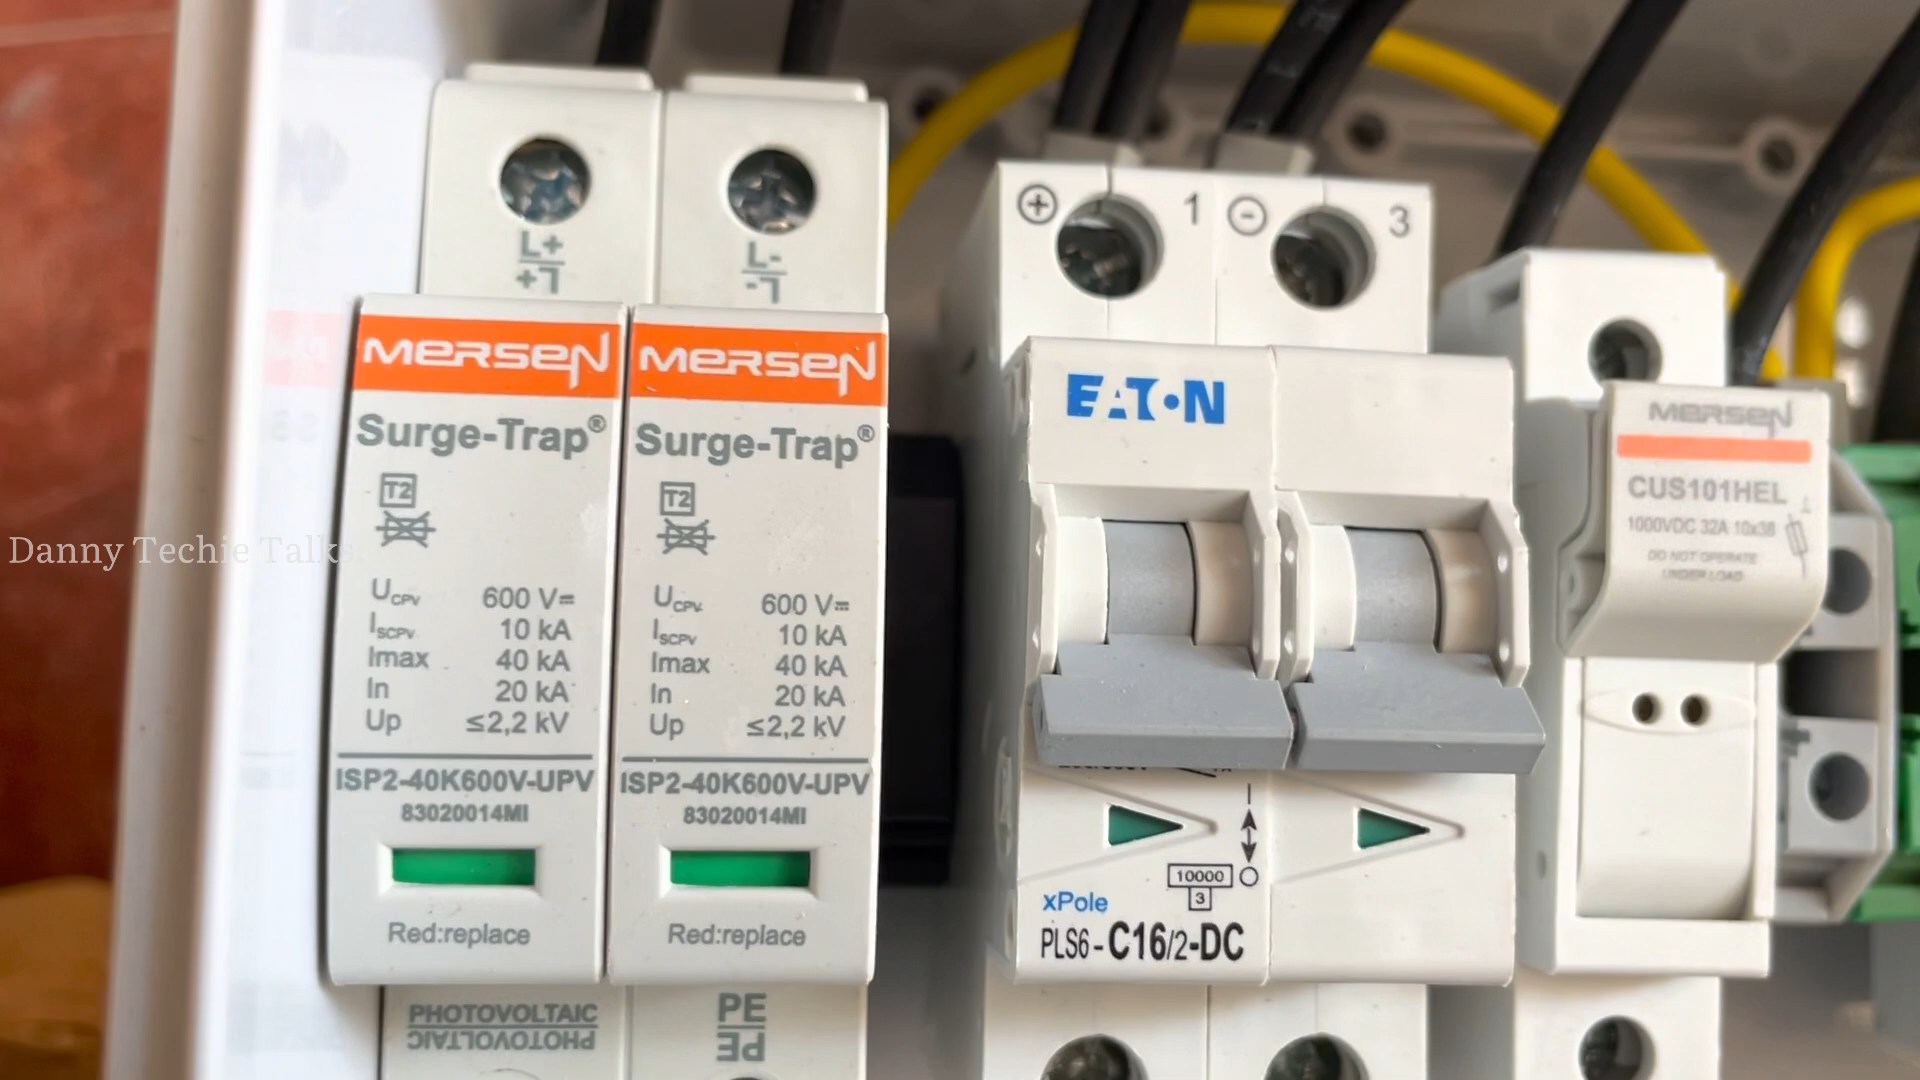 L+
L+
L-
L-
MERSEN
Surge-Trap®
T2
UCPV 600 V
ISCPV 10 kA
Imax 40 kA
In 20 kA
Up ≤2,2 kV
ISP2-40K600V-UPV
83020014MI
Red:replace
PHOTOVOLTAIC
PHOTOVOLTAIC
MERSEN
Surge-Trap®
T2
UCPV 600 V
ISCPV 10 kA
Imax 40 kA
In 20 kA
Up ≤2,2 kV
ISP2-40K600V-UPV
83020014MI
Red:replace
PE
PE
+ 1 - 3
EATON
10000
3
xPole
PLS6-C16/2-DC
MERSEN
CUS101HEL
1000VDC 32A 10x38
DO NOT OPERATE
UNDER LOAD
Danny Techie Talks